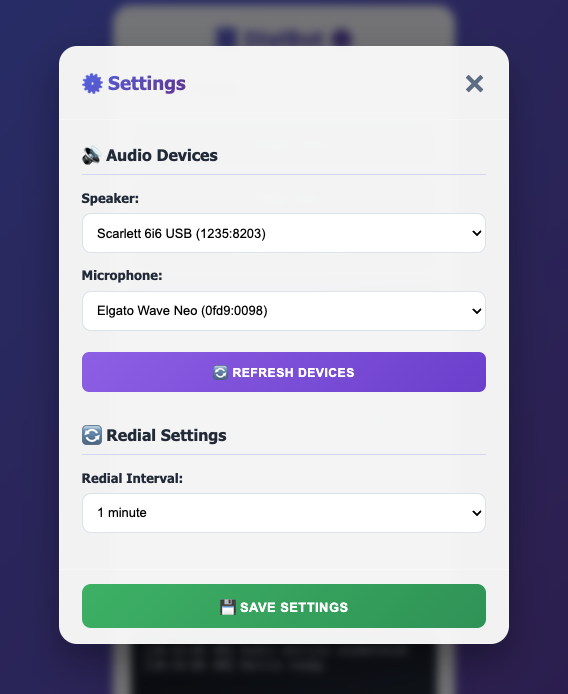 Settings
Audio Devices
Speaker:
Scarlett 6i6 USB (1235:8203)
Microphone:
Elgato Wave Neo (0fd9:0098)
REFRESH DEVICES
Redial Settings
Redial Interval:
1 minute
SAVE SETTINGS